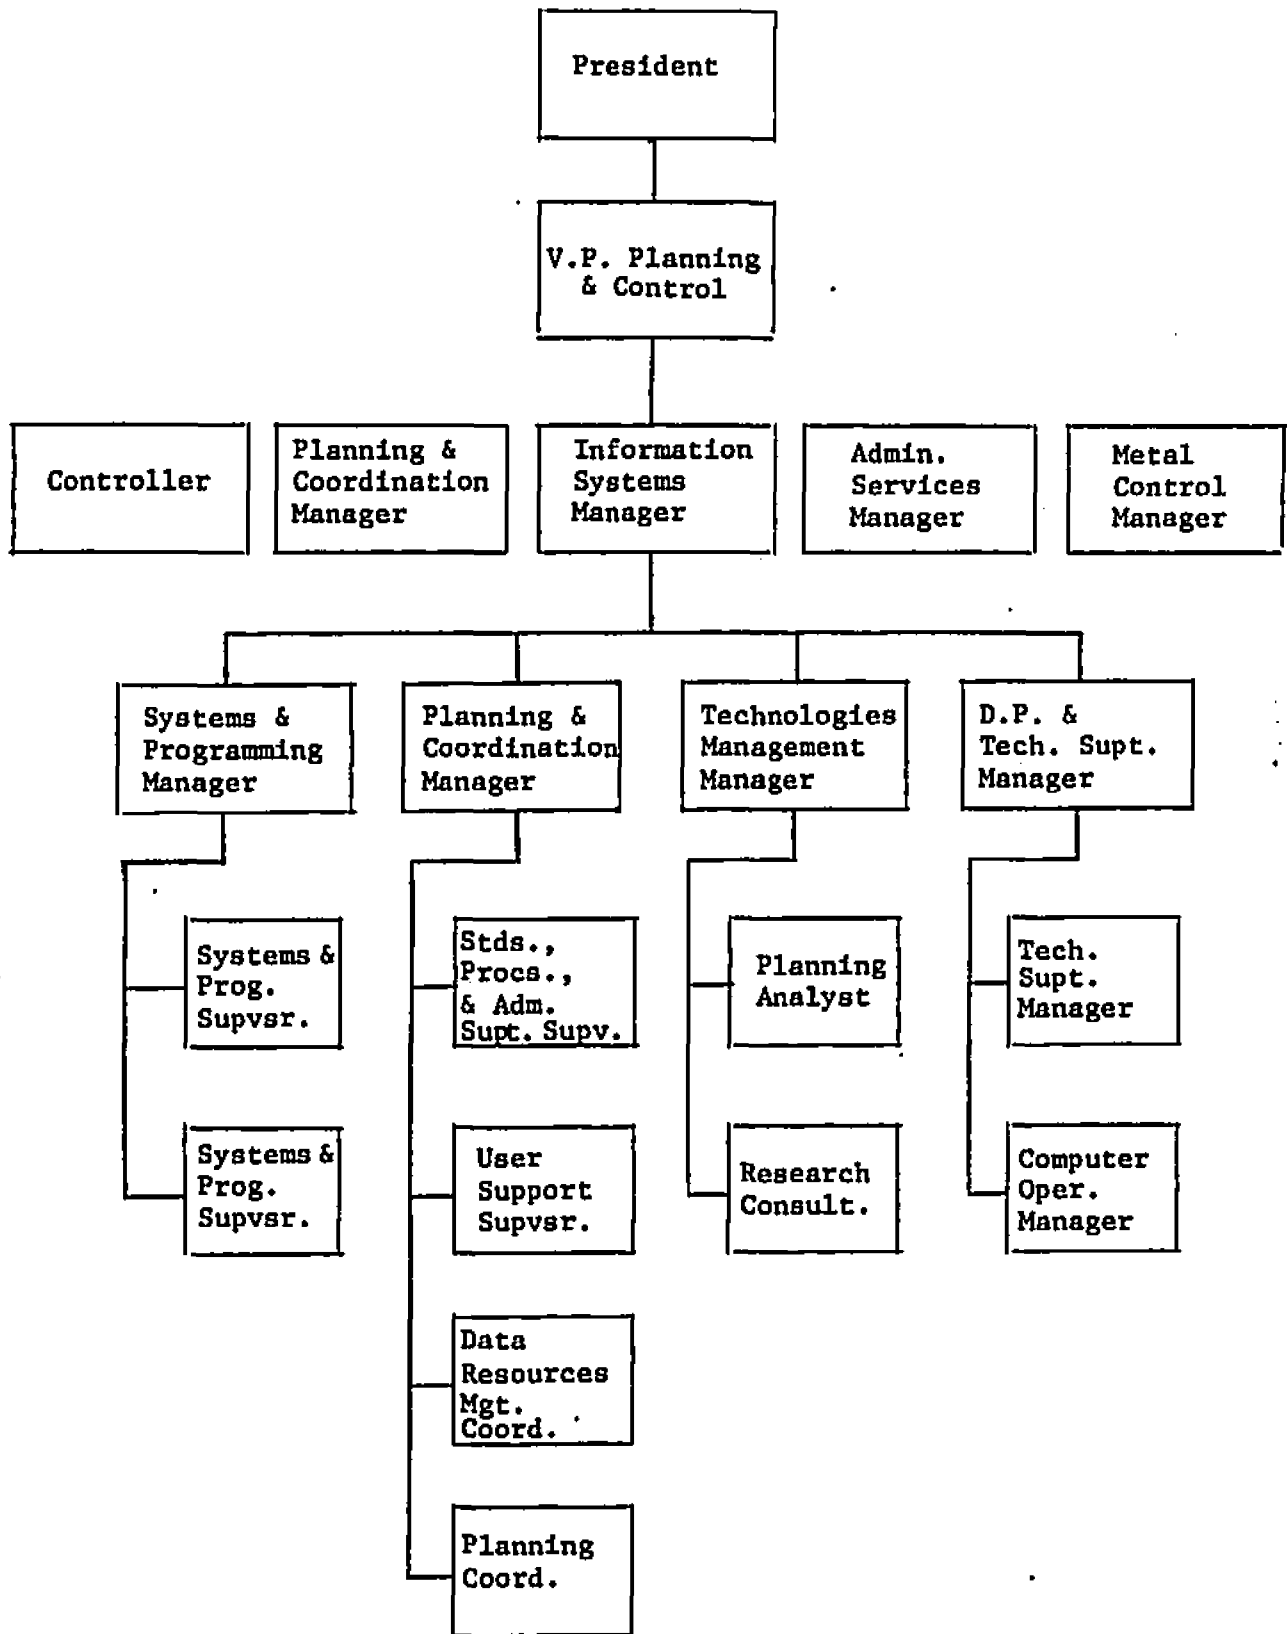 President
V.P. Planning
& Control
Controller
Planning &
Coordination
Manager
Information
Systems
Manager
Admin.
Services
Manager
Metal
Control
Manager
Systems &
Programming
Manager
Planning &
Coordination
Manager
Technologies
Management
Manager
D.P. &
Tech. Supt.
Manager
Systems &
Prog.
Supvsr.
Stds.,
Procs.,
& Adm.
Supt. Supv.
Planning
Analyst
Tech.
Supt.
Manager
Systems &
Prog.
Supvsr.
User
Support
Supvsr.
Research
Consult.
Computer
Oper.
Manager
Data
Resources
Mgt.
Coord.
Planning
Coord.